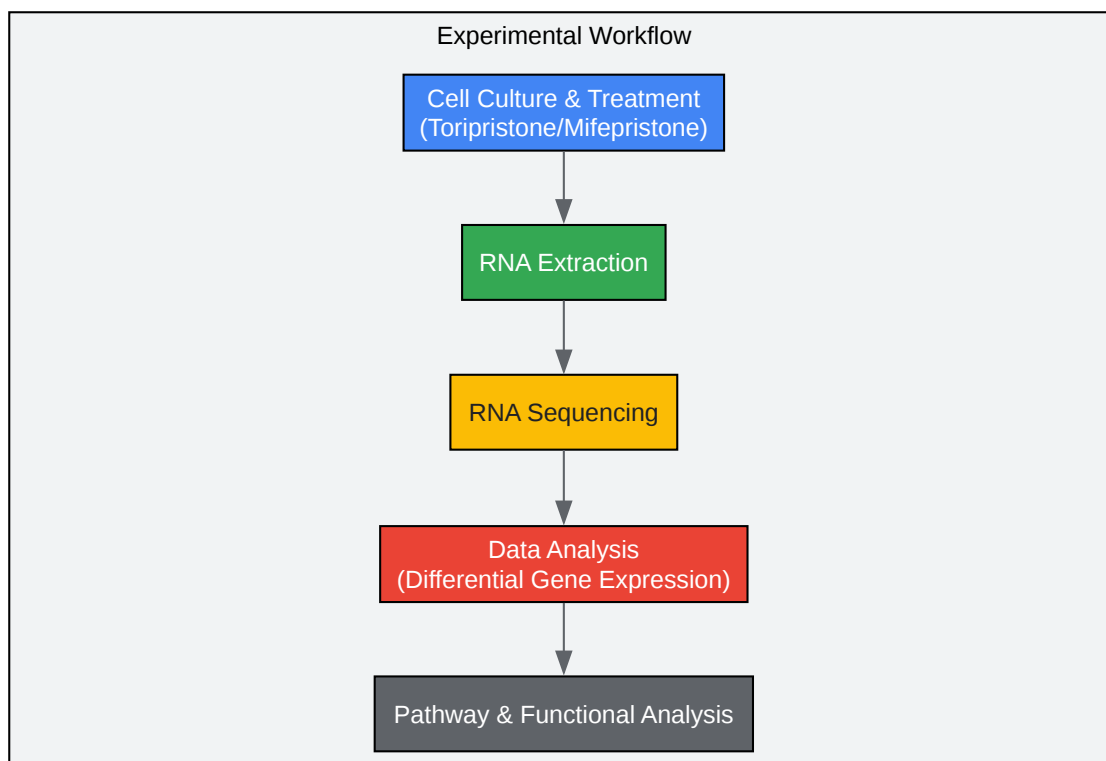 Experimental Workflow
Cell Culture & Treatment
(Toripristone/Mifepristone)
RNA Extraction
RNA Sequencing
Data Analysis
(Differential Gene Expression)
Pathway & Functional Analysis